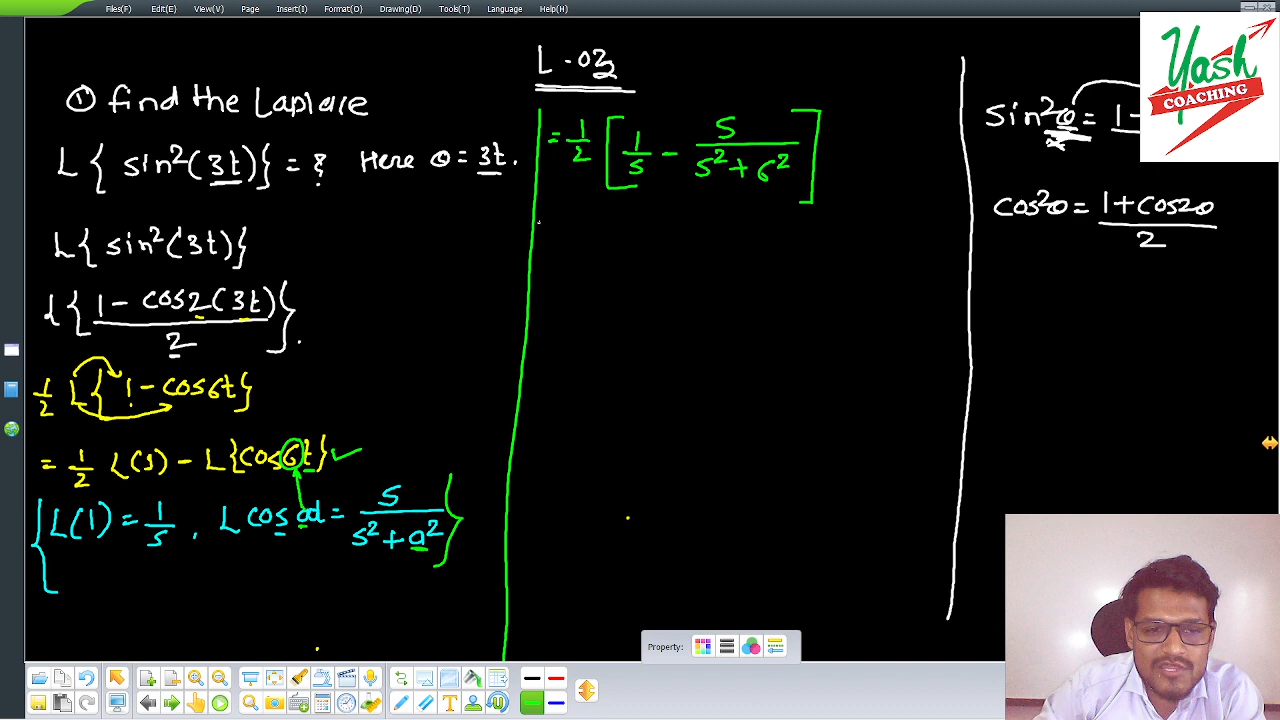 Files(F) Edit(E) View(V) Page Insert(I) Format(O) Drawing(D) Tool(T) Language Help(H)
Yash
COACHING
L-03
① find the Laplace
L{ sin²(3t)} = ? Here θ = 3t.
L{ sin²(3t)}
L{ 1 - cos2(3t) / 2 }.
1/2 L{ 1 - cos6t}
= 1/2 L(1) - L{cos6t} ✓
{ L(1) = 1/s , L cos at = s / s² + a² }
= 1/2 [ 1/s - s / s² + 6² ]
sin²θ = 1 -
cos²θ = 1 + cos2θ / 2
Property: